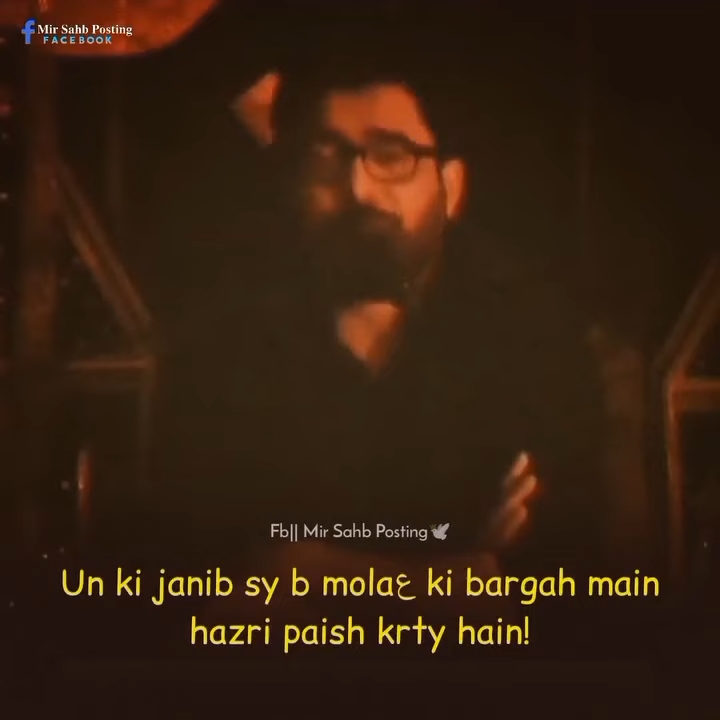 Mir Sahb Posting
FACEBOOK
Fb|| Mir Sahb Posting🕊
Un ki janib sy b molaع ki bargah main
hazri paish krty hain!